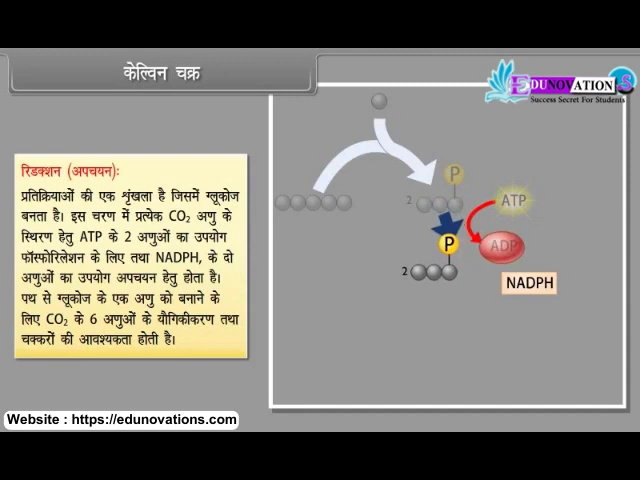 केल्विन चक्र
EDUNOVATIONS
Success Secret For Students
रिडक्शन (अपचयन):
प्रतिक्रियाओं की एक शृंखला है जिसमें ग्लूकोज
बनता है। इस चरण में प्रत्येक CO₂ अणु के
स्थिरण हेतु ATP के 2 अणुओं का उपयोग
फॉस्फोरिलेशन के लिए तथा NADPH, के दो
अणुओं का उपयोग अपचयन हेतु होता है।
पथ से ग्लूकोज के एक अणु को बनाने के
लिए CO₂ के 6 अणुओं के यौगिकीकरण तथा
चक्करों की आवश्यकता होती है।
P
2
ATP
P
ADP
2
NADPH
Website : https://edunovations.com